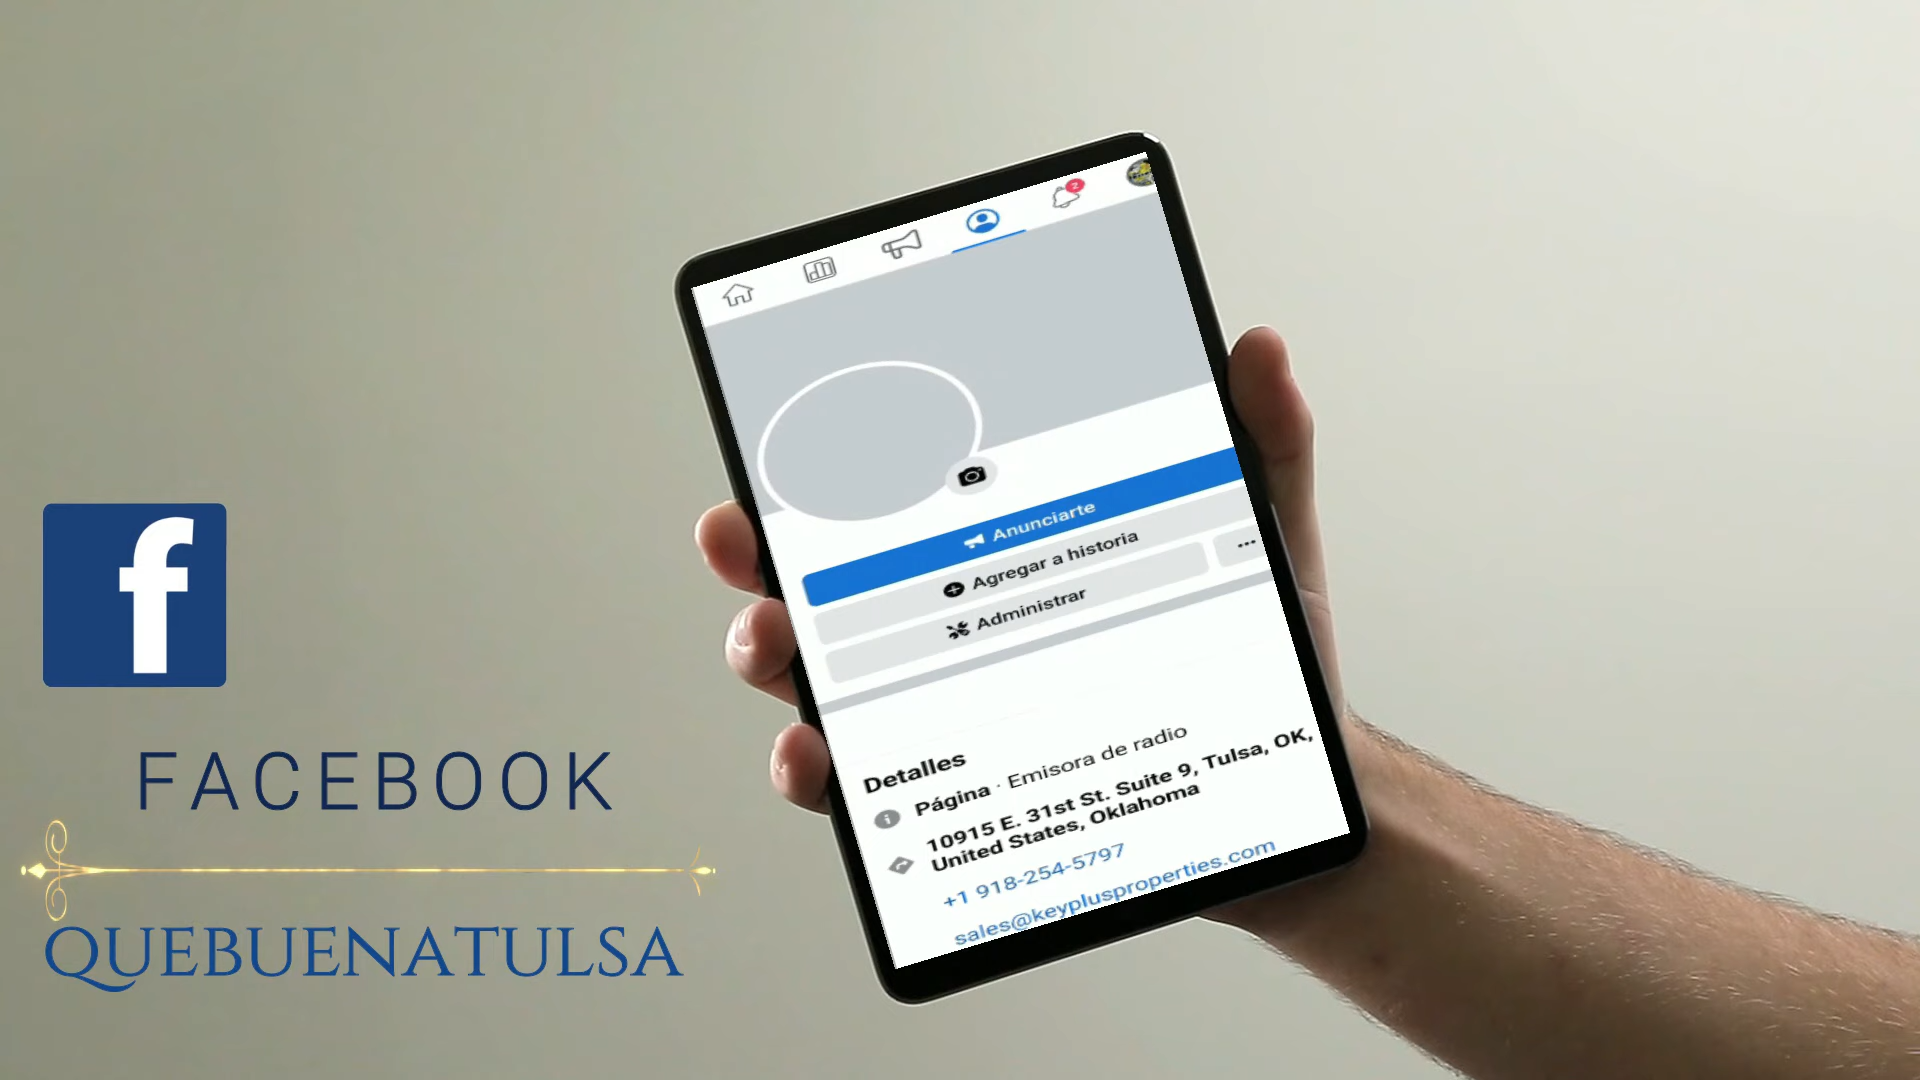 2
Anunciarte
Agregar a historia
Administrar
...
Detalles
Página · Emisora de radio
10915 E. 31st St. Suite 9, Tulsa, OK,
United States, Oklahoma
+1 918-254-5797
sales@keyplusproperties.com
f
FACEBOOK
QUEBUENATULSA